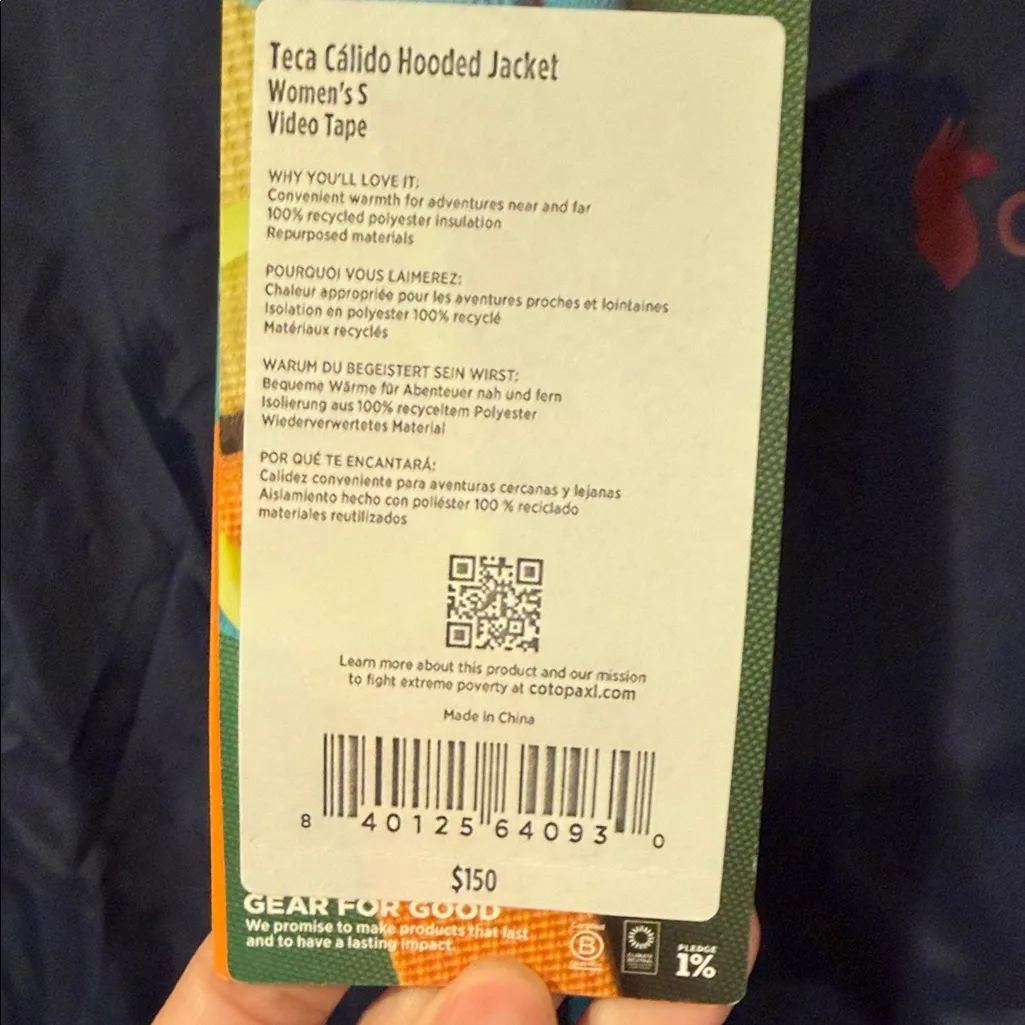 Teca Cálido Hooded Jacket
Women's S
Video Tape
WHY YOU'LL LOVE IT:
Convenient warmth for adventures near and far
100% recycled polyester insulation
Repurposed materials
POURQUOI VOUS L'AIMEREZ:
Chaleur appropriée pour les aventures proches et lointaines
Isolation en polyester 100% recyclé
Matériaux recyclés
WARUM DU BEGEISTERT SEIN WIRST:
Bequeme Wärme für Abenteuer nah und fern
Isolierung aus 100% recyceltem Polyester
Wiederverwertetes Material
POR QUÉ TE ENCANTARÁ:
Calidez conveniente para aventuras cercanas y lejanas
Aislamiento hecho con poliéster 100 % reciclado
materiales reutilizados
Learn more about this product and our mission
to fight extreme poverty at cotopaxi.com
Made in China
8 40125 64093 0
$150
GEAR FOR GOOD
We promise to make products that last
and to have a lasting impact.
Certified
B
PLEDGE
1%